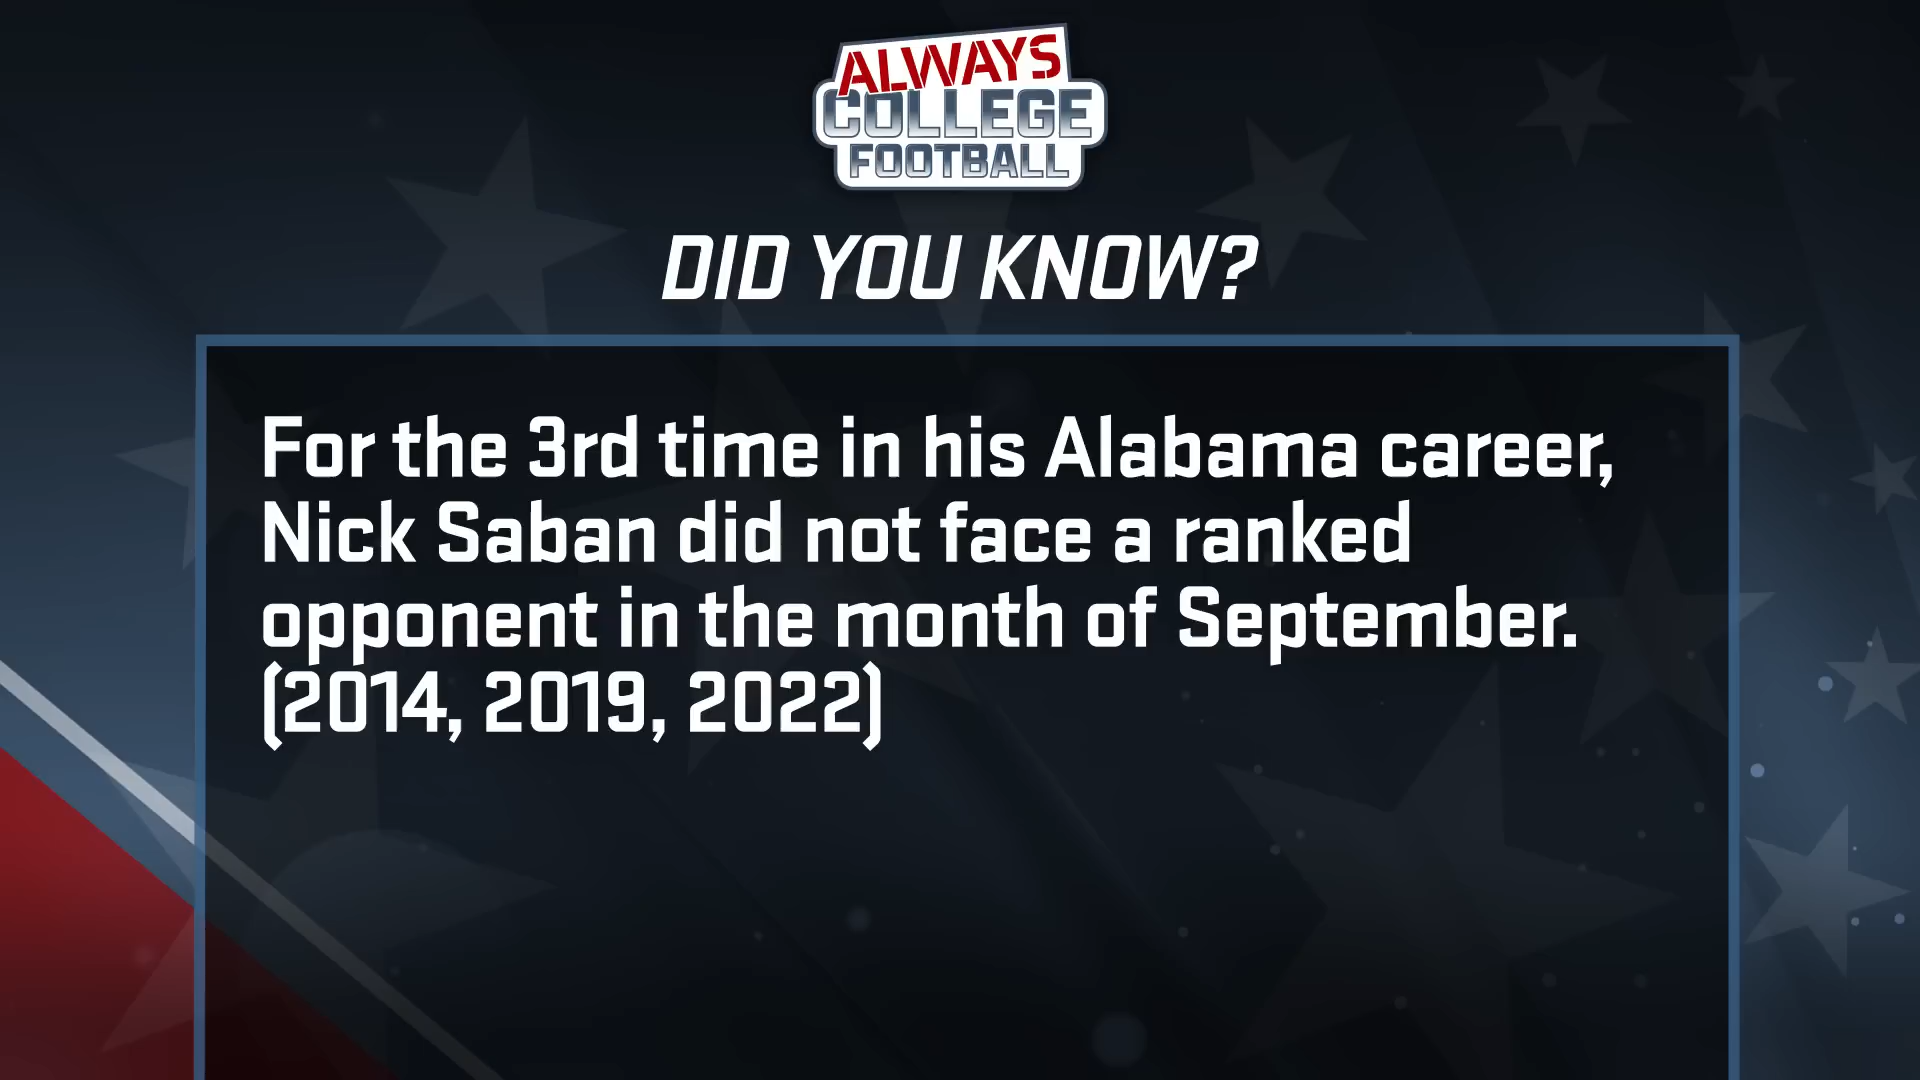 ALWAYS
COLLEGE
FOOTBALL
DID YOU KNOW?
For the 3rd time in his Alabama career,
Nick Saban did not face a ranked
opponent in the month of September.
(2014, 2019, 2022)